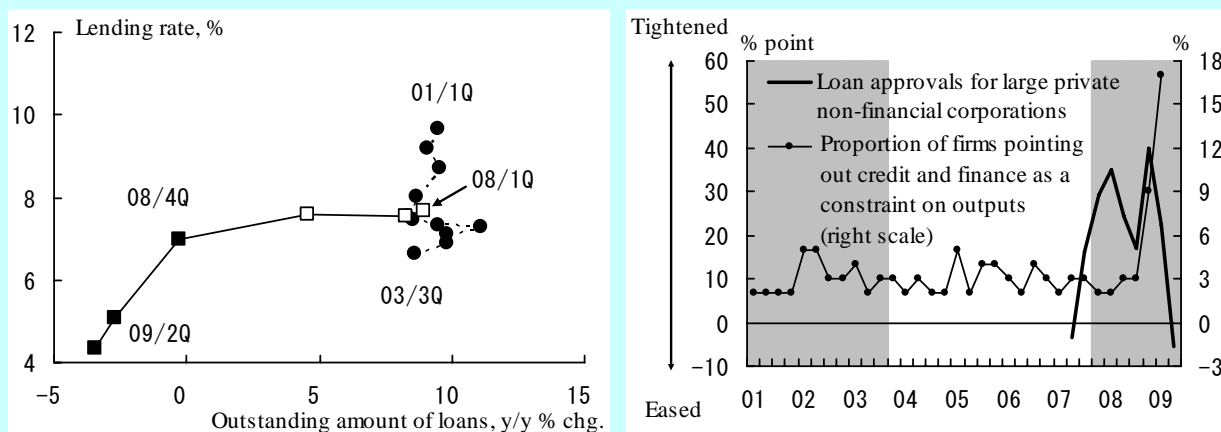 Lending rate, %
12
10
8
6
4
01/1Q
08/1Q
08/4Q
03/3Q
09/2Q
-5 0 5 10 15
Outstanding amount of loans, y/y % chg.
Tightened
% point
%
60
50
40
30
20
10
0
-10
Loan approvals for large private
non-financial corporations
Proportion of firms pointing
out credit and finance as a
constraint on outputs
(right scale)
18
15
12
9
6
3
0
-3
01 02 03 04 05 06 07 08 09
Eased